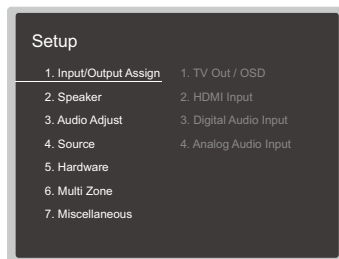 Setup
1. Input/Output Assign
2. Speaker
3. Audio Adjust
4. Source
5. Hardware
6. Multi Zone
7. Miscellaneous
1. TV Out / OSD
2. HDMI Input
3. Digital Audio Input
4. Analog Audio Input